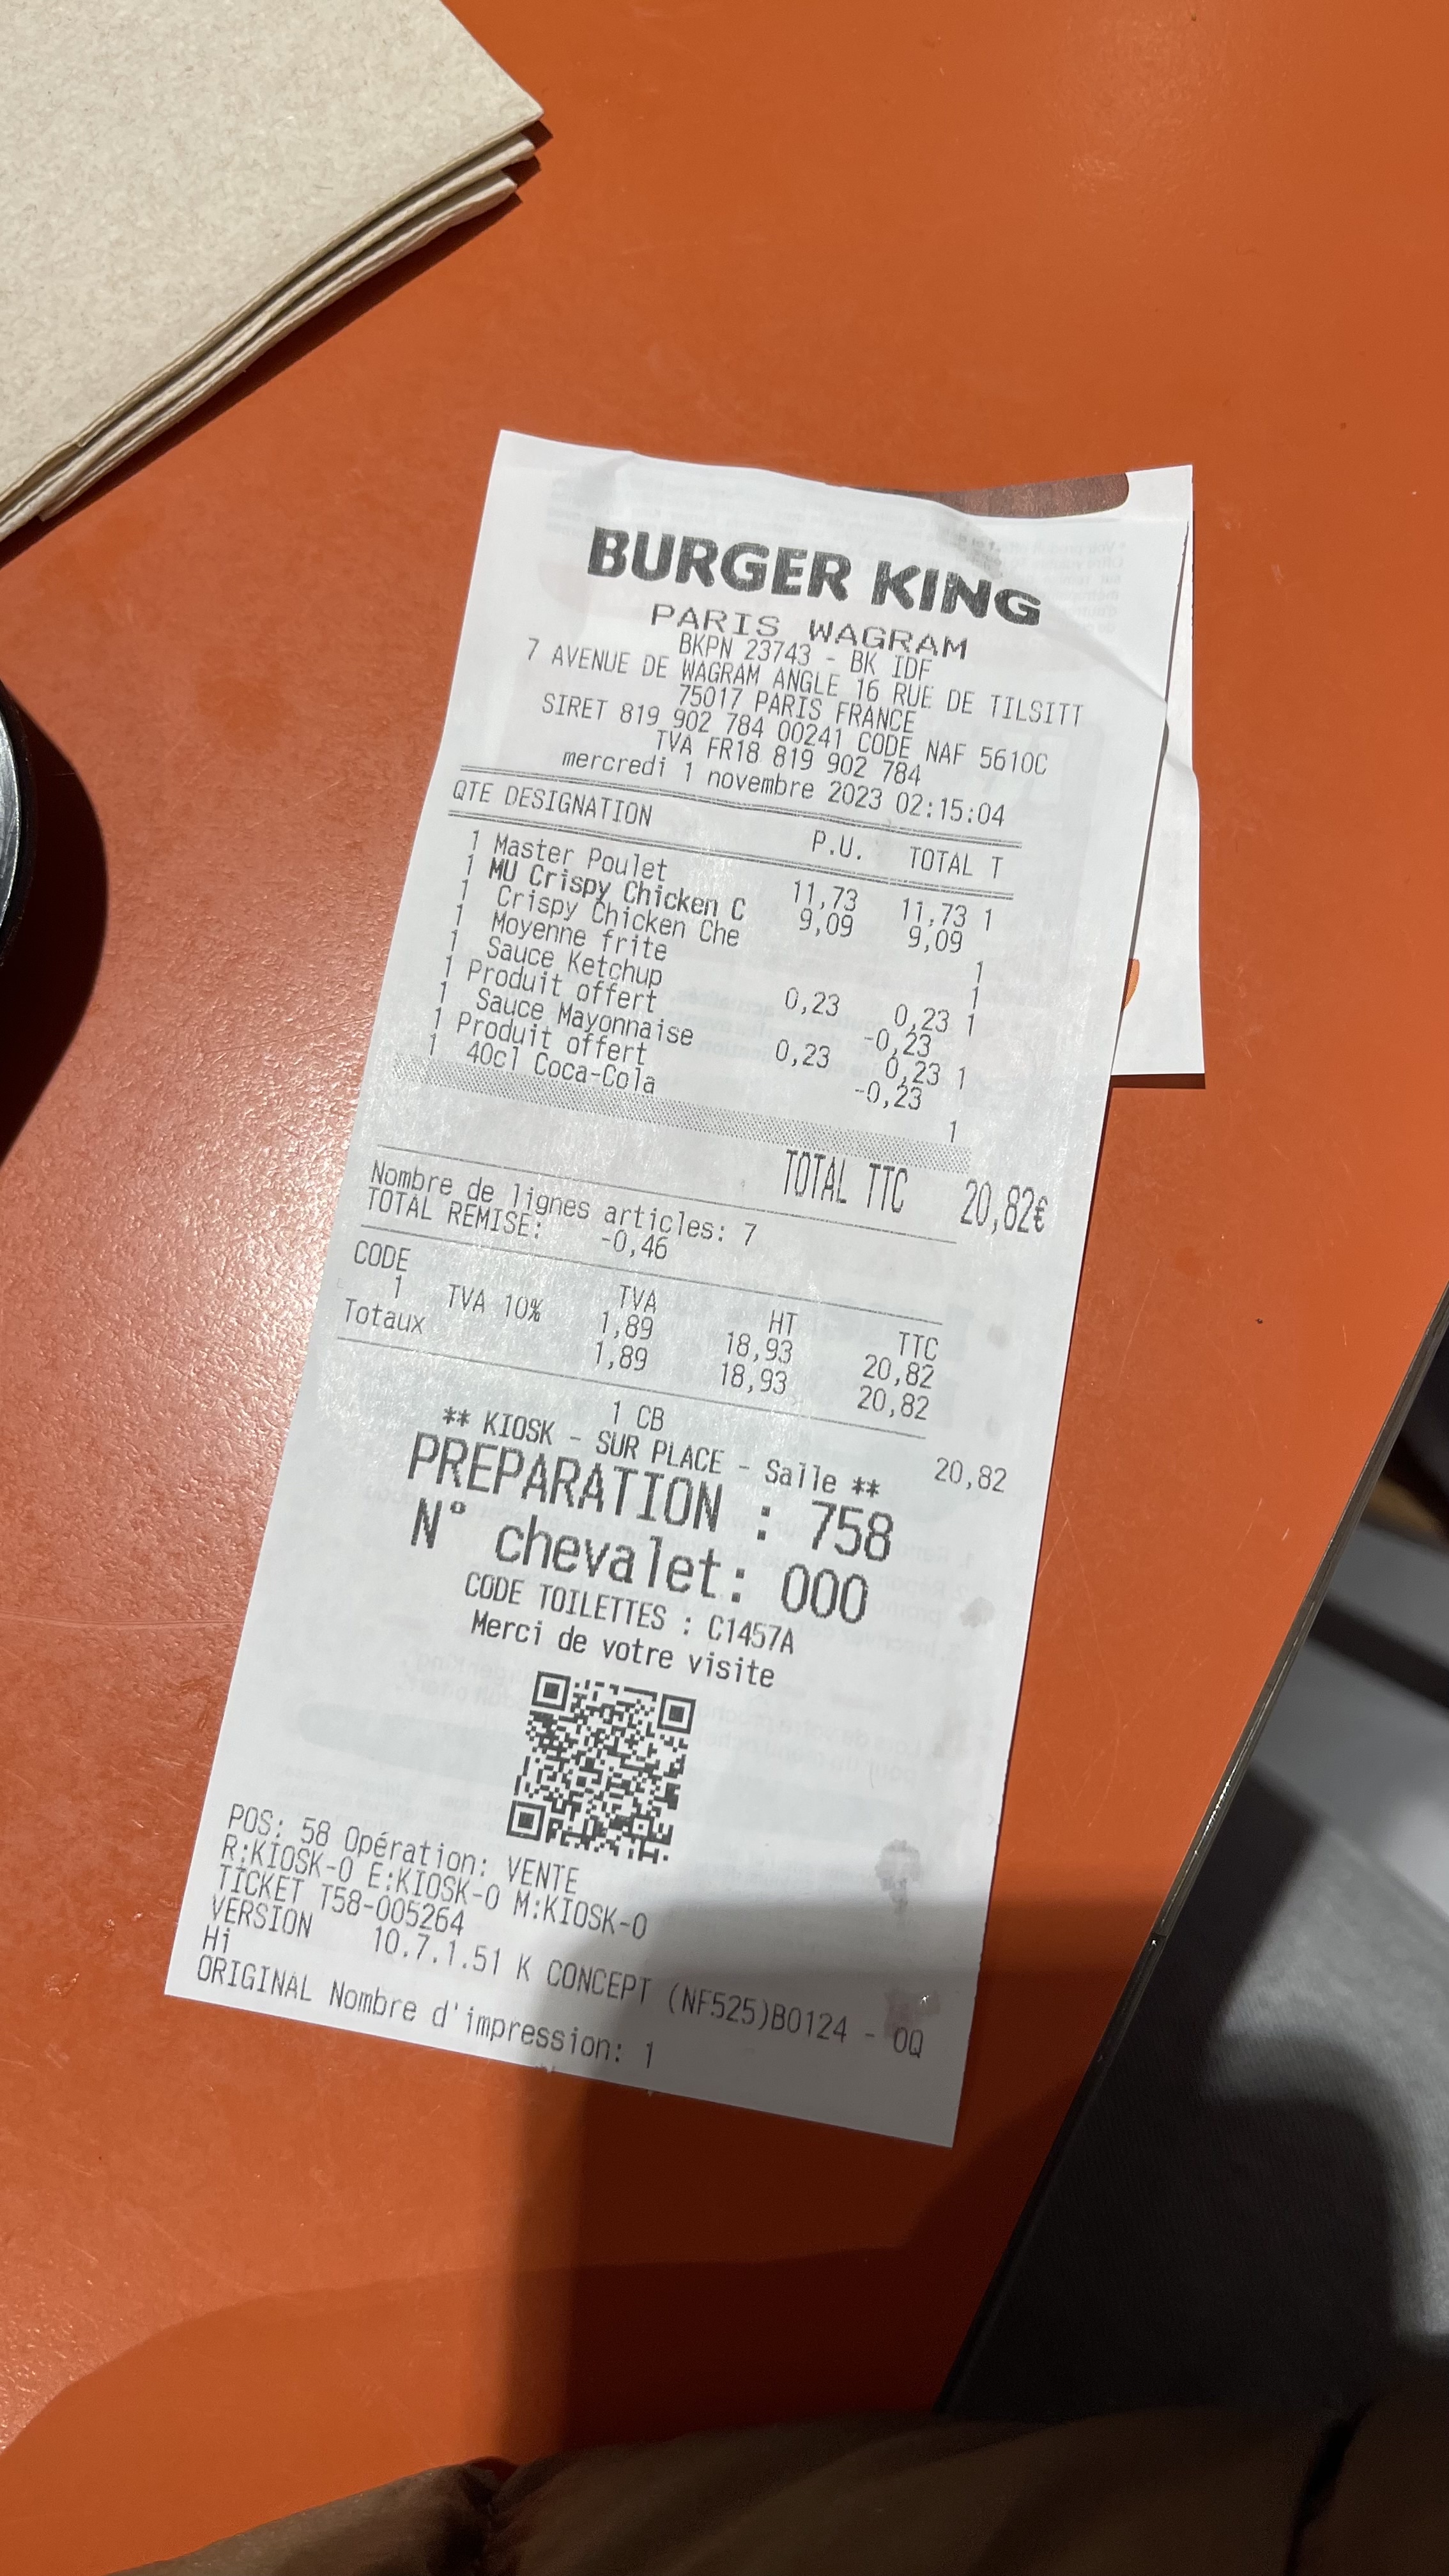 BURGER KING
PARIS WAGRAM
BKPN 23743 - BK IDF
7 AVENUE DE WAGRAM ANGLE 16 RUE DE TILSITT
75017 PARIS FRANCE
SIRET 819 902 784 00241 CODE NAF 5610C
TVA FR18 819 902 784
mercredi 1 novembre 2023 02:15:04
QTE DESIGNATION P.U. TOTAL T
1 Master Poulet 11,73 11,73 1
1 MU Crispy Chicken C 9,09 9,09
1 Crispy Chicken Che 1
1 Moyenne frite 1
1 Sauce Ketchup 0,23 0,23 1
1 Produit offert -0,23
1 Sauce Mayonnaise 0,23 0,23 1
1 Produit offert -0,23
1 40cl Coca-Cola 1
TOTAL TTC 20,82€
Nombre de lignes articles: 7
TOTAL REMISE: -0,46
CODE TVA HT TTC
1 TVA 10% 1,89 18,93 20,82
Totaux 1,89 18,93 20,82
1 CB 20,82
** KIOSK - SUR PLACE - Salle **
PREPARATION : 758
N° chevalet: 000
CODE TOILETTES : C1457A
Merci de votre visite
POS: 58 Opération: VENTE
R:KIOSK-0 E:KIOSK-0 M:KIOSK-0
TICKET T58-005264
VERSION 10.7.1.51 K CONCEPT (NF525)B0124 - 0Q
Hi
ORIGINAL Nombre d'impression: 1